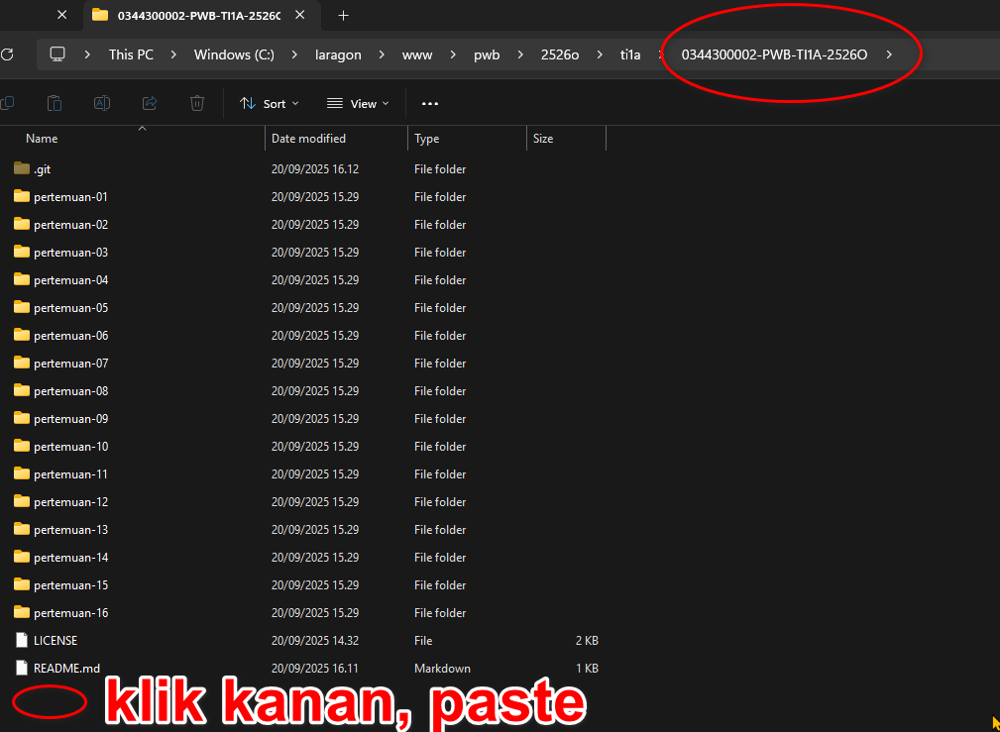 0344300002-PWB-TI1A-2526O
This PC > Windows (C:) > laragon > www > pwb > 2526o > ti1a > 0344300002-PWB-TI1A-2526O >
Sort View
Name Date modified Type Size
.git 20/09/2025 16.12 File folder
pertemuan-01 20/09/2025 15.29 File folder
pertemuan-02 20/09/2025 15.29 File folder
pertemuan-03 20/09/2025 15.29 File folder
pertemuan-04 20/09/2025 15.29 File folder
pertemuan-05 20/09/2025 15.29 File folder
pertemuan-06 20/09/2025 15.29 File folder
pertemuan-07 20/09/2025 15.29 File folder
pertemuan-08 20/09/2025 15.29 File folder
pertemuan-09 20/09/2025 15.29 File folder
pertemuan-10 20/09/2025 15.29 File folder
pertemuan-11 20/09/2025 15.29 File folder
pertemuan-12 20/09/2025 15.29 File folder
pertemuan-13 20/09/2025 15.29 File folder
pertemuan-14 20/09/2025 15.29 File folder
pertemuan-15 20/09/2025 15.29 File folder
pertemuan-16 20/09/2025 15.29 File folder
LICENSE 20/09/2025 14.32 File 2 KB
README.md 20/09/2025 16.11 Markdown 1 KB
klik kanan, paste